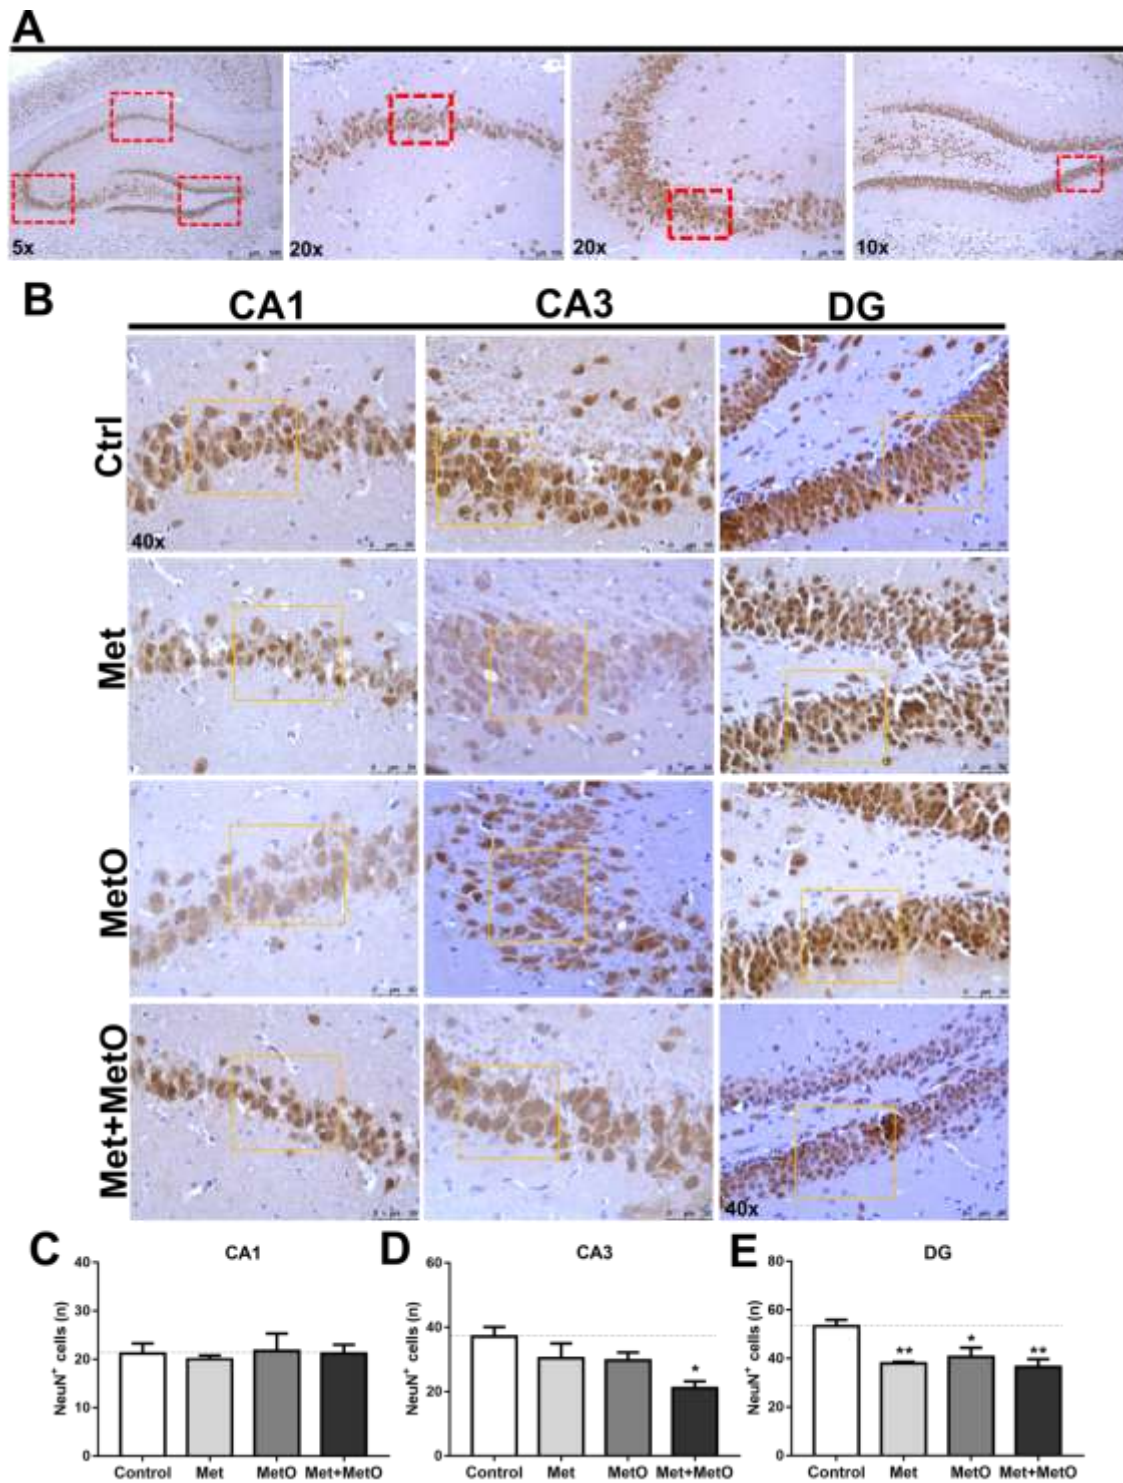 A
5x
20x
20x
10x
B
CA1
CA3
DG
Ctrl
40x
Met
MetO
Met+MetO
40x
C
CA1
NeuN+ cells (n)
40
30
20
10
0
Control
Met
MetO
Met+MetO
D
CA3
NeuN+ cells (n)
60
40
20
0
*
Control
Met
MetO
Met+MetO
E
DG
NeuN+ cells (n)
80
60
40
20
0
**
*
**
Control
Met
MetO
Met+MetO